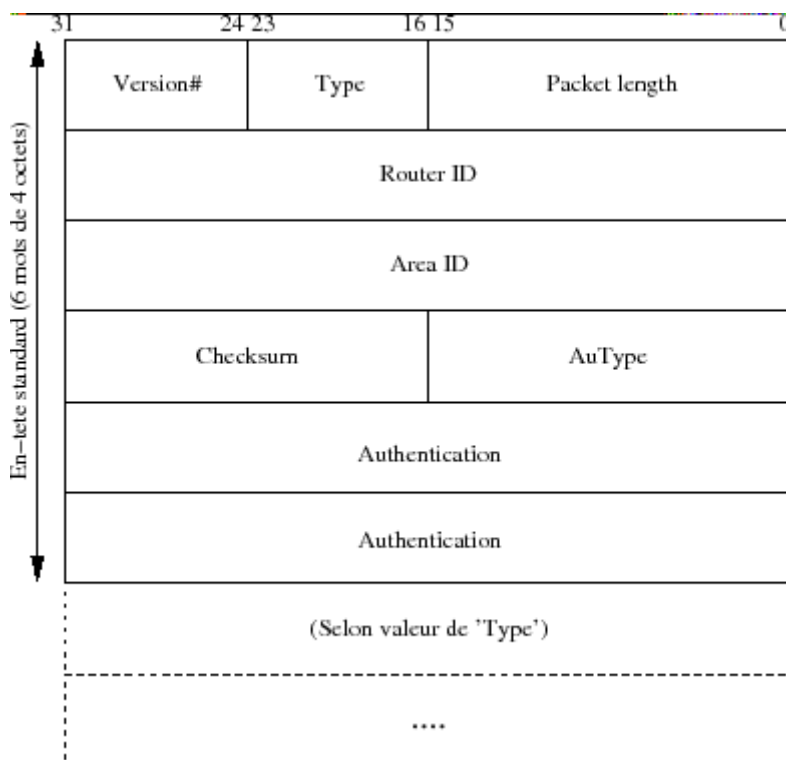 31 24 23 16 15 0
Version# Type Packet length
Router ID
Area ID
Checksum AuType
Authentication
Authentication
(Selon valeur de 'Type')
....
En-tete standard (6 mots de 4 octets)